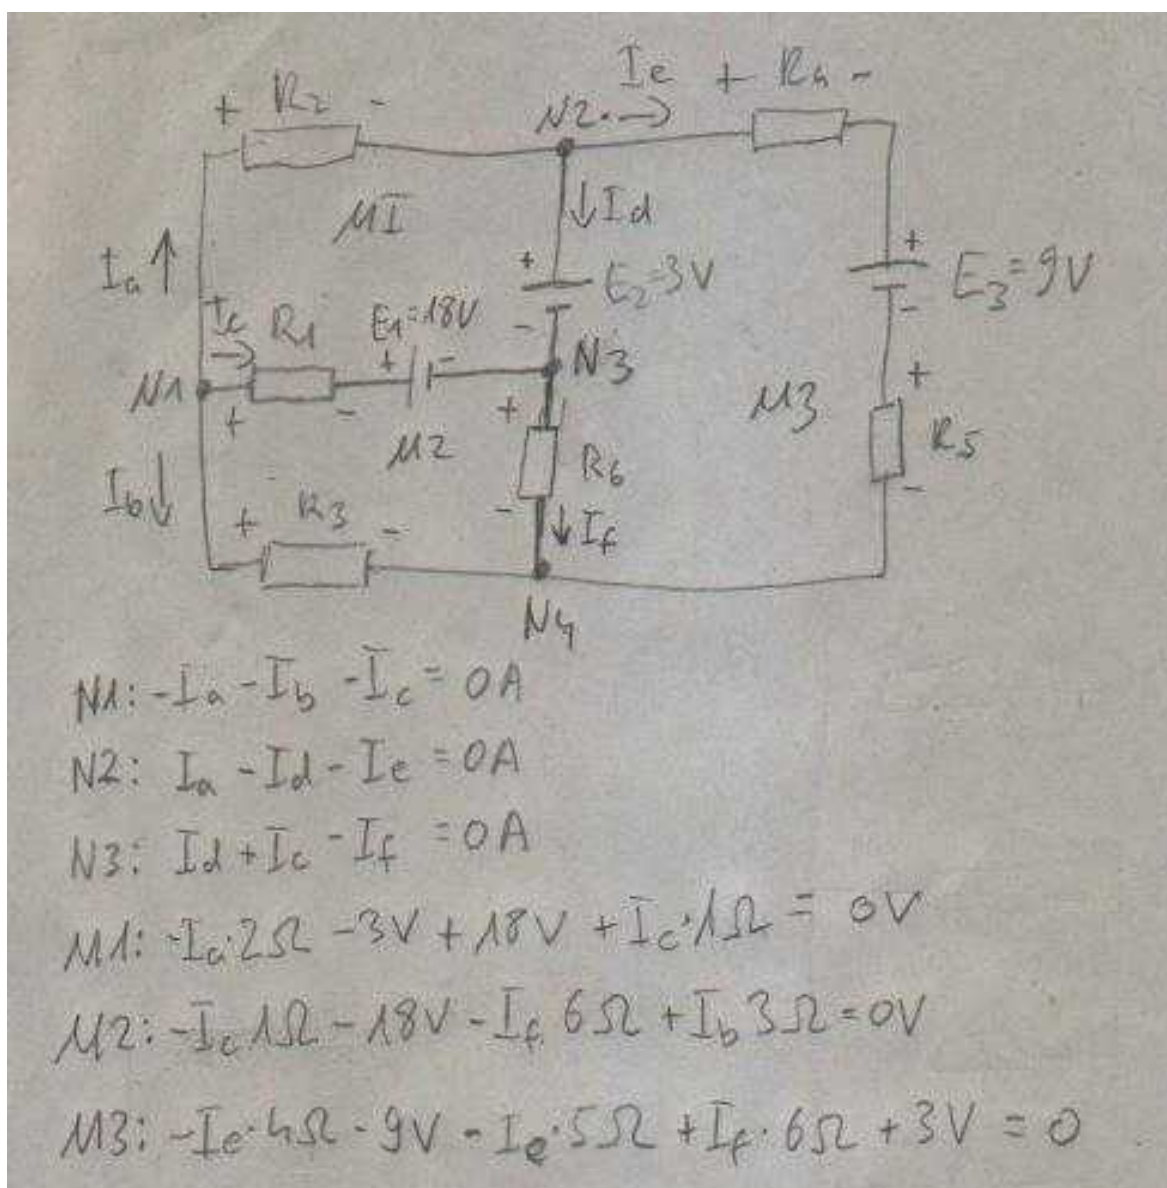 + R2 -
Ie + R4 -
N2
MI
Id
Ia
+
E2=3V
-
+
E3=9V
-
Ic
R1
E1=18V
+ -
N1
+ -
N3
M2
M3
+
R6
-
+
R5
-
Ib
+ R3 -
If
N4
N1: -Ia -Ib -Ic = 0A
N2: Ia -Id -Ie = 0A
N3: Id + Ic - If = 0A
M1: -Ia·2Ω -3V + 18V + Ic·1Ω = 0V
M2: -Ic 1Ω - 18V - If 6Ω + Ib 3Ω = 0V
M3: -Ie·4Ω - 9V - Ie·5Ω + If·6Ω + 3V = 0